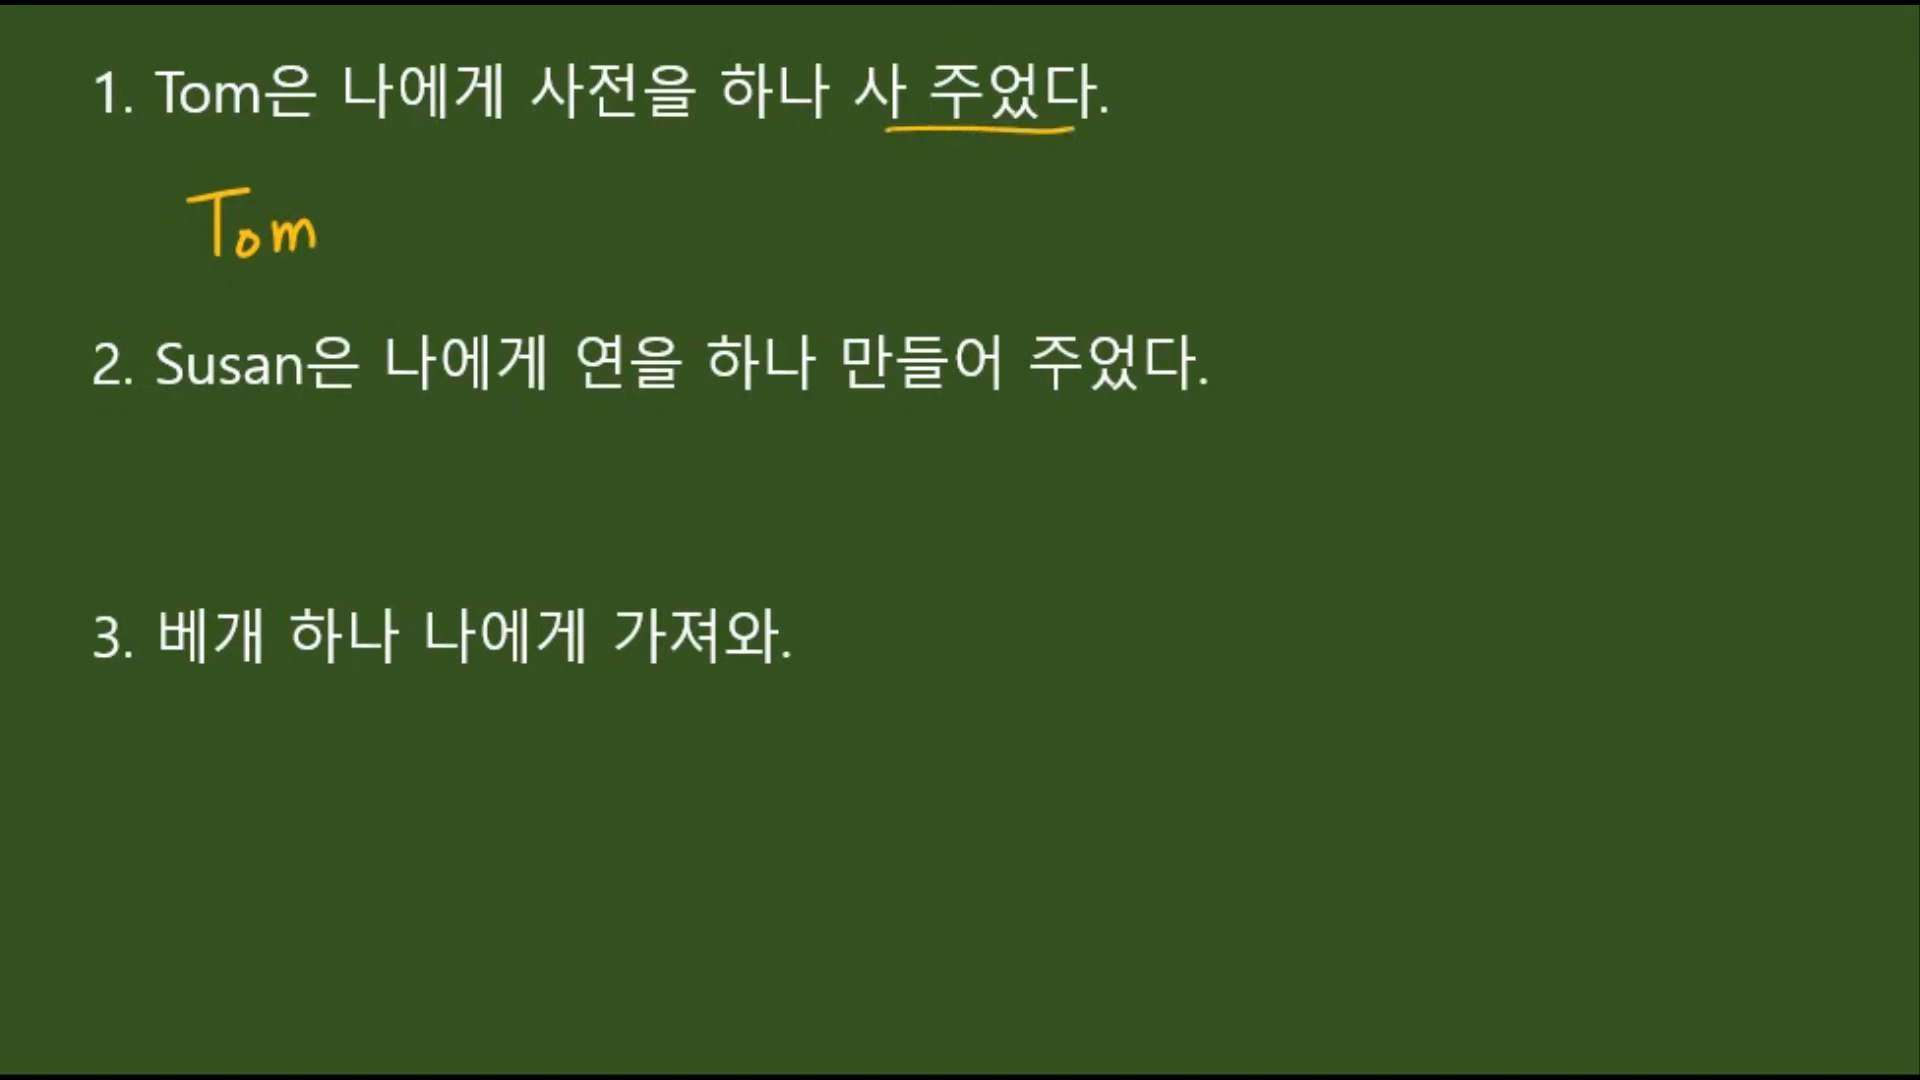 1. Tom은 나에게 사전을 하나 사 주었다.
Tom
2. Susan은 나에게 연을 하나 만들어 주었다.
3. 베개 하나 나에게 가져와.